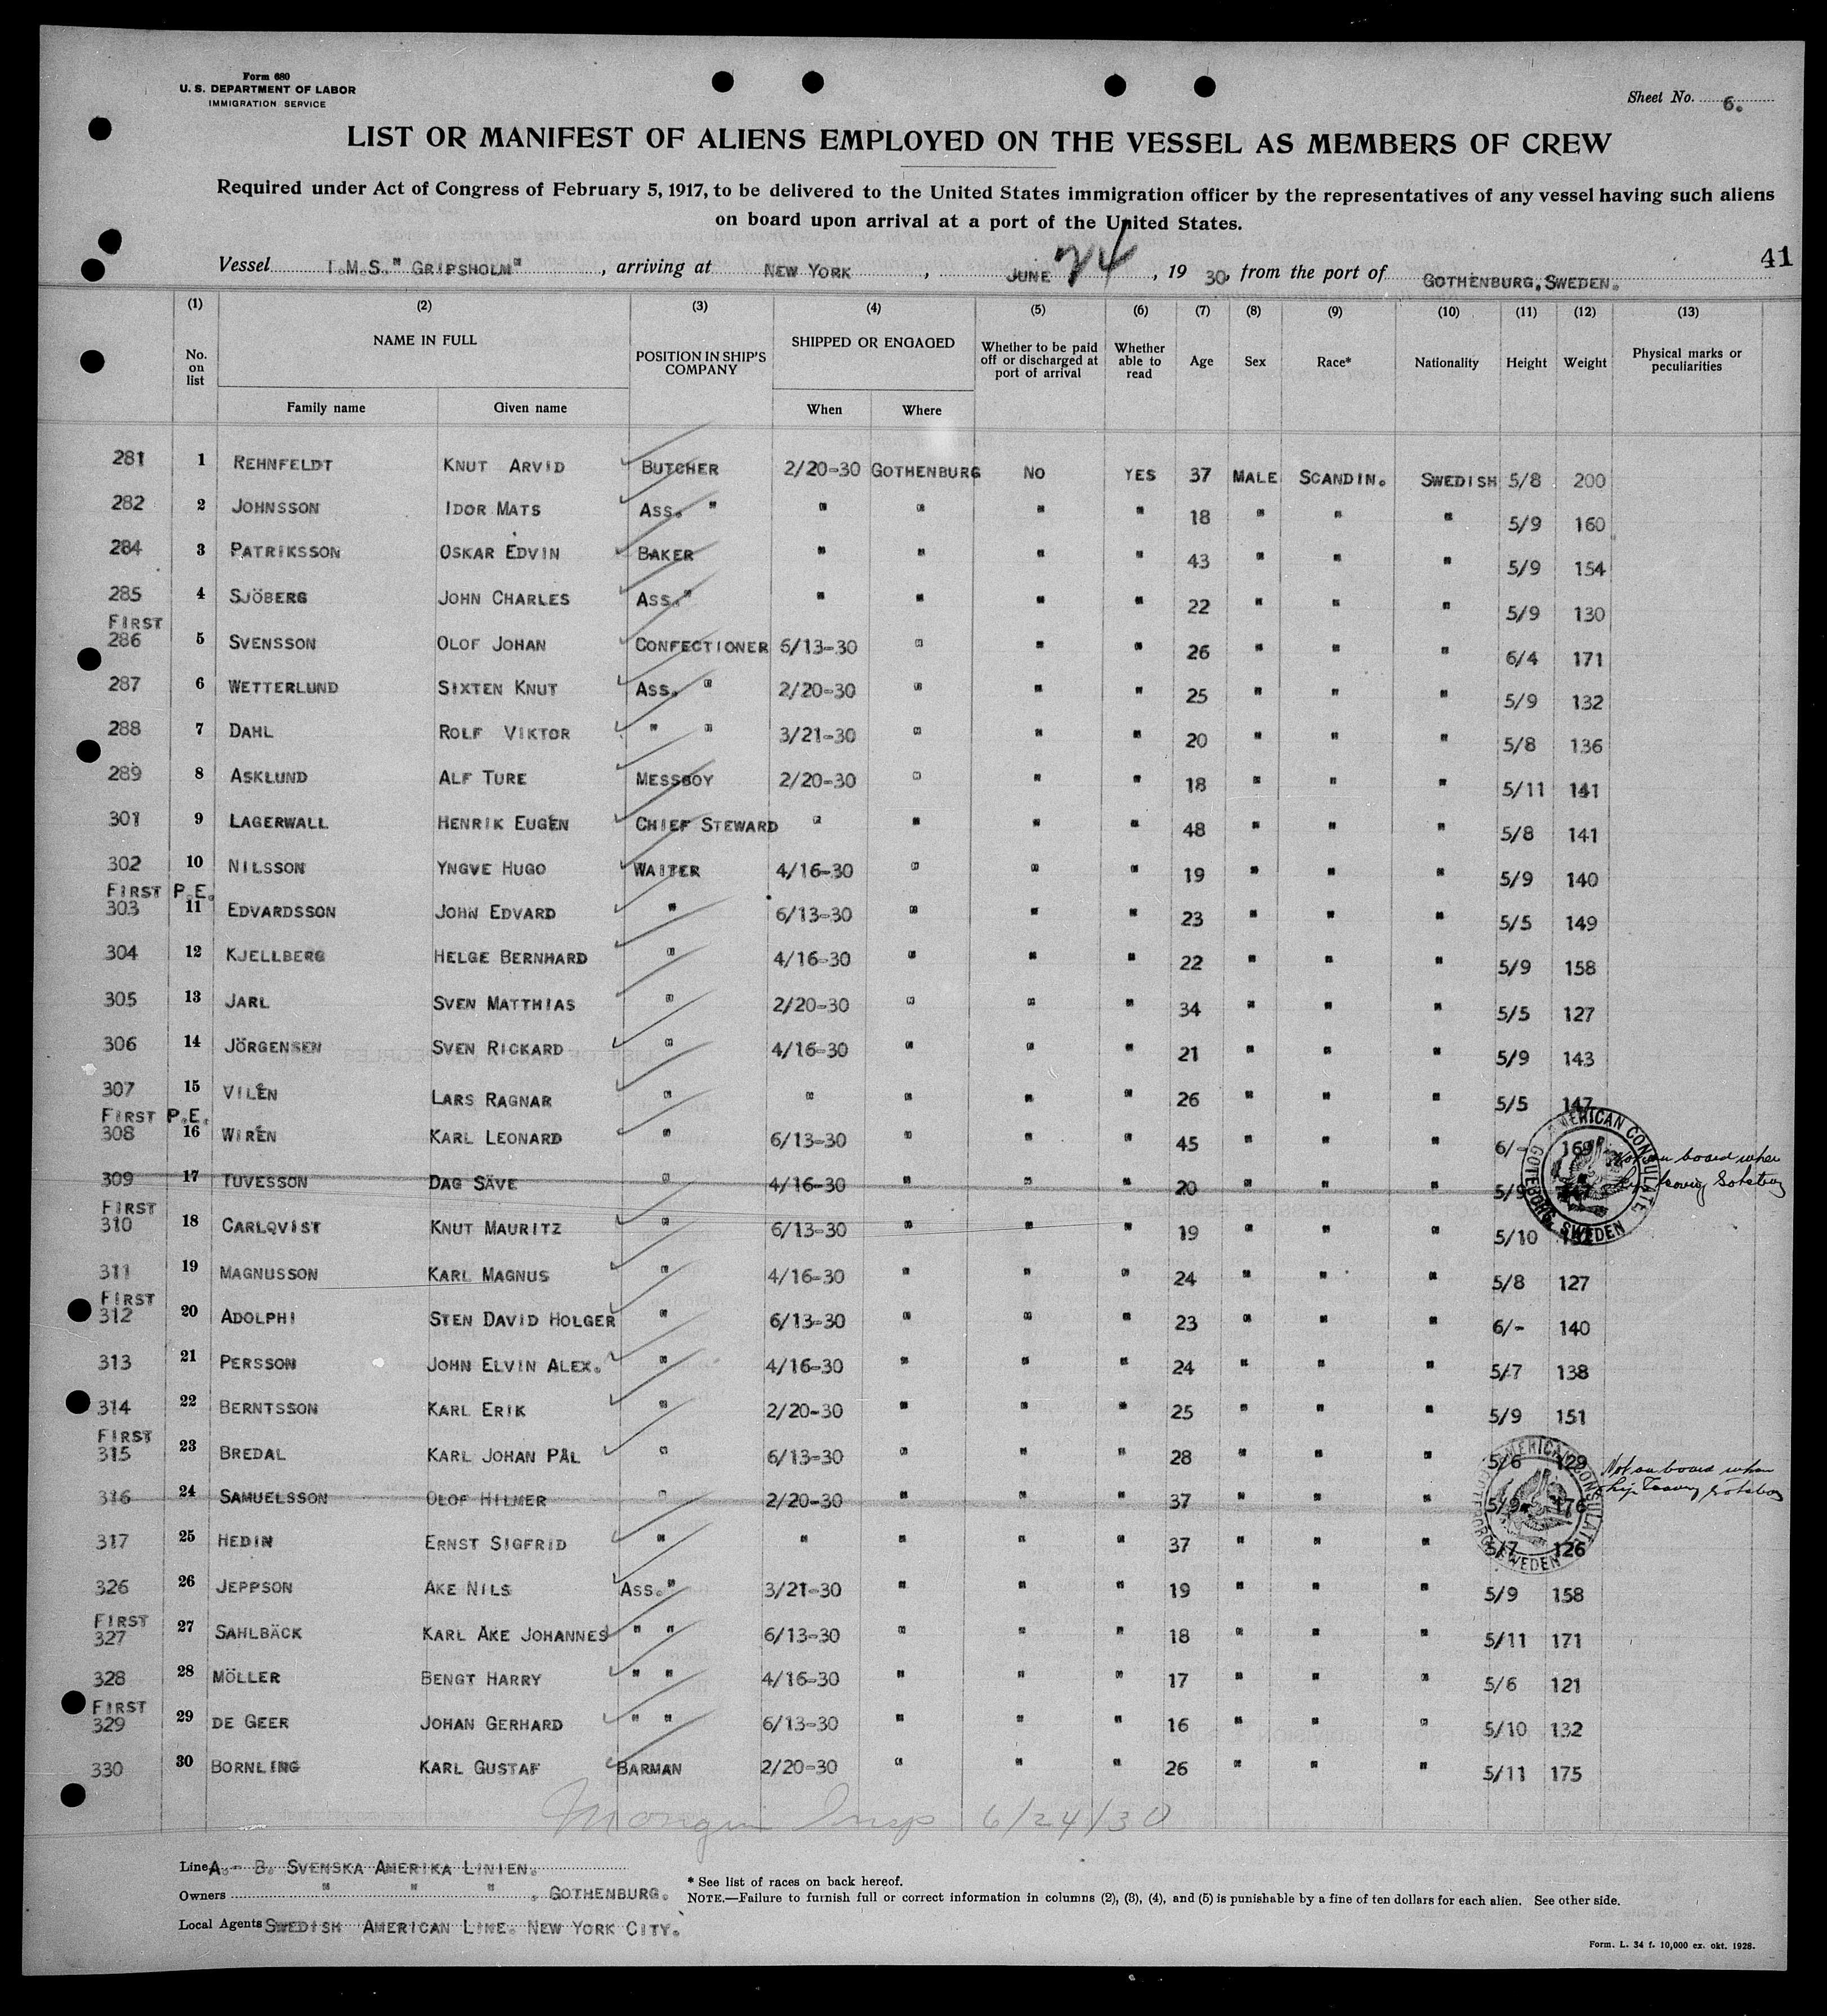 Form 680
U. S. DEPARTMENT OF LABOR
IMMIGRATION SERVICE
Sheet No. 6.
LIST OR MANIFEST OF ALIENS EMPLOYED ON THE VESSEL AS MEMBERS OF CREW
Required under Act of Congress of February 5, 1917, to be delivered to the United States immigration officer by the representatives of any vessel having such aliens
on board upon arrival at a port of the United States.
41
Vessel T.M.S." GRIPSHOLM" , arriving at NEW YORK , JUNE 24 , 19 30, from the port of GOTHENBURG, SWEDEN.
(1) (2) (3) (4) (5) (6) (7) (8) (9) (10) (11) (12) (13)
No. on list NAME IN FULL POSITION IN SHIP'S COMPANY SHIPPED OR ENGAGED Whether to be paid off or discharged at port of arrival Whether able to read Age Sex Race* Nationality Height Weight Physical marks or peculiarities
Family name Given name When Where
281 1 REHNFELDT KNUT ARVID BUTCHER 2/20-30 GOTHENBURG NO YES 37 MALE SCANDIN. SWEDISH 5/8 200
282 2 JOHNSSON IDOR MATS ASS. " " " " " 18 " " " 5/9 160
284 3 PATRIKSSON OSKAR EDVIN BAKER " " " " 43 " " " 5/9 154
285 4 SJÖBERG JOHN CHARLES ASS." " " " " 22 " " " 5/9 130
FIRST
286 5 SVENSSON OLOF JOHAN CONFECTIONER 6/13-30 " " " 26 " " " 6/4 171
287 6 WETTERLUND SIXTEN KNUT ASS. " 2/20-30 " " " 25 " " " 5/9 132
288 7 DAHL ROLF VIKTOR " " 3/21-30 " " " 20 " " " 5/8 136
289 8 ASKLUND ALF TURE MESSBOY 2/20-30 " " " 18 " " " 5/11 141
301 9 LAGERWALL HENRIK EUGEN CHIEF STEWARD " " " " 48 " " " 5/8 141
302 10 NILSSON YNGVE HUGO WAITER 4/16-30 " " " 19 " " " 5/9 140
FIRST P.E.
303 11 EDVARDSSON JOHN EDVARD " 6/13-30 " " " 23 " " " 5/5 149
304 12 KJELLBERG HELGE BERNHARD " 4/16-30 " " " 22 " " " 5/9 158
305 13 JARL SVEN MATTHIAS " 2/20-30 " " " 34 " " " 5/5 127
306 14 JÖRGENSEN SVEN RICKARD " 4/16-30 " " " 21 " " " 5/9 143
307 15 VILÉN LARS RAGNAR " " " " " 26 " " " 5/5 147
FIRST P.E.
308 16 WIRÉN KARL LEONARD " 6/13-30 " " " 45 " " " 6/- 169
309 17 TUVESSON DAG SÄVE " 4/16-30 " " " 20 " " " 5/9
AMERICAN CONSULATE GOTEBORG, SWEDEN
Not on board when
ship leaving Goteborg
FIRST
310 18 CARLQVIST KNUT MAURITZ " 6/13-30 " " " 19 " " " 5/10
311 19 MAGNUSSON KARL MAGNUS " 4/16-30 " " " 24 " " " 5/8 127
FIRST
312 20 ADOLPHI STEN DAVID HOLGER " 6/13-30 " " " 23 " " " 6/- 140
313 21 PERSSON JOHN ELVIN ALEX. " 4/16-30 " " " 24 " " " 5/7 138
314 22 BERNTSSON KARL ERIK " 2/20-30 " " " 25 " " " 5/9 151
FIRST
315 23 BREDAL KARL JOHAN PÅL " 6/13-30 " " " 28 " " " 5/6 129
316 24 SAMUELSSON OLOF HILMER " 2/20-30 " " " 37 " " " 5/9 176
AMERICAN CONSULATE GOTEBORG, SWEDEN
Not on board when
ship leaving Goteborg
317 25 HEDIN ERNST SIGFRID " " " " " 37 " " " 5/7 126
326 26 JEPPSON AKE NILS ASS." 3/21-30 " " " 19 " " " 5/9 158
FIRST
327 27 SAHLBÄCK KARL AKE JOHANNES " " 6/13-30 " " " 18 " " " 5/11 171
328 28 MÖLLER BENGT HARRY " " 4/16-30 " " " 17 " " " 5/6 121
FIRST
329 29 DE GEER JOHAN GERHARD " " 6/13-30 " " " 16 " " " 5/10 132
330 30 BORNLING KARL GUSTAF BARMAN 2/20-30 " " " 26 " " " 5/11 175
Insp 6/24/30
Line A.- B. SVENSKA AMERIKA LINIEN.
Owners " " " . GOTHENBURG.
Local Agents SWEDISH AMERICAN LINE. NEW YORK CITY.
* See list of races on back hereof.
NOTE.—Failure to furnish full or correct information in columns (2), (3), (4), and (5) is punishable by a fine of ten dollars for each alien. See other side.
Form. L. 34 f. 10,000 ex. okt. 1928.